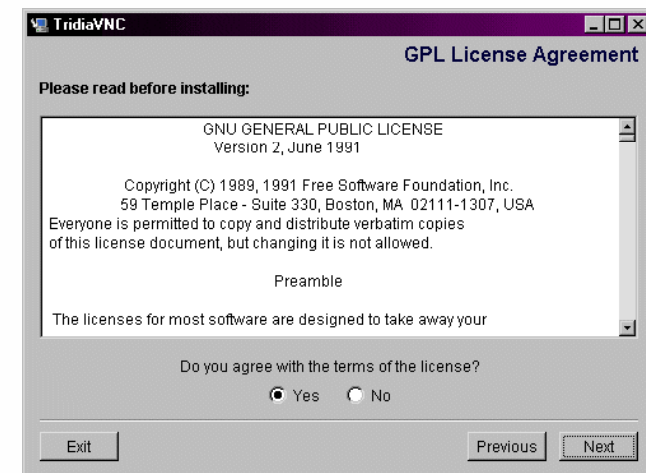 TridiaVNC
GPL License Agreement
Please read before installing:
GNU GENERAL PUBLIC LICENSE
Version 2, June 1991
Copyright (C) 1989, 1991 Free Software Foundation, Inc.
59 Temple Place - Suite 330, Boston, MA 02111-1307, USA
Everyone is permitted to copy and distribute verbatim copies
of this license document, but changing it is not allowed.
Preamble
The licenses for most software are designed to take away your
Do you agree with the terms of the license?
Yes No
Exit Previous Next